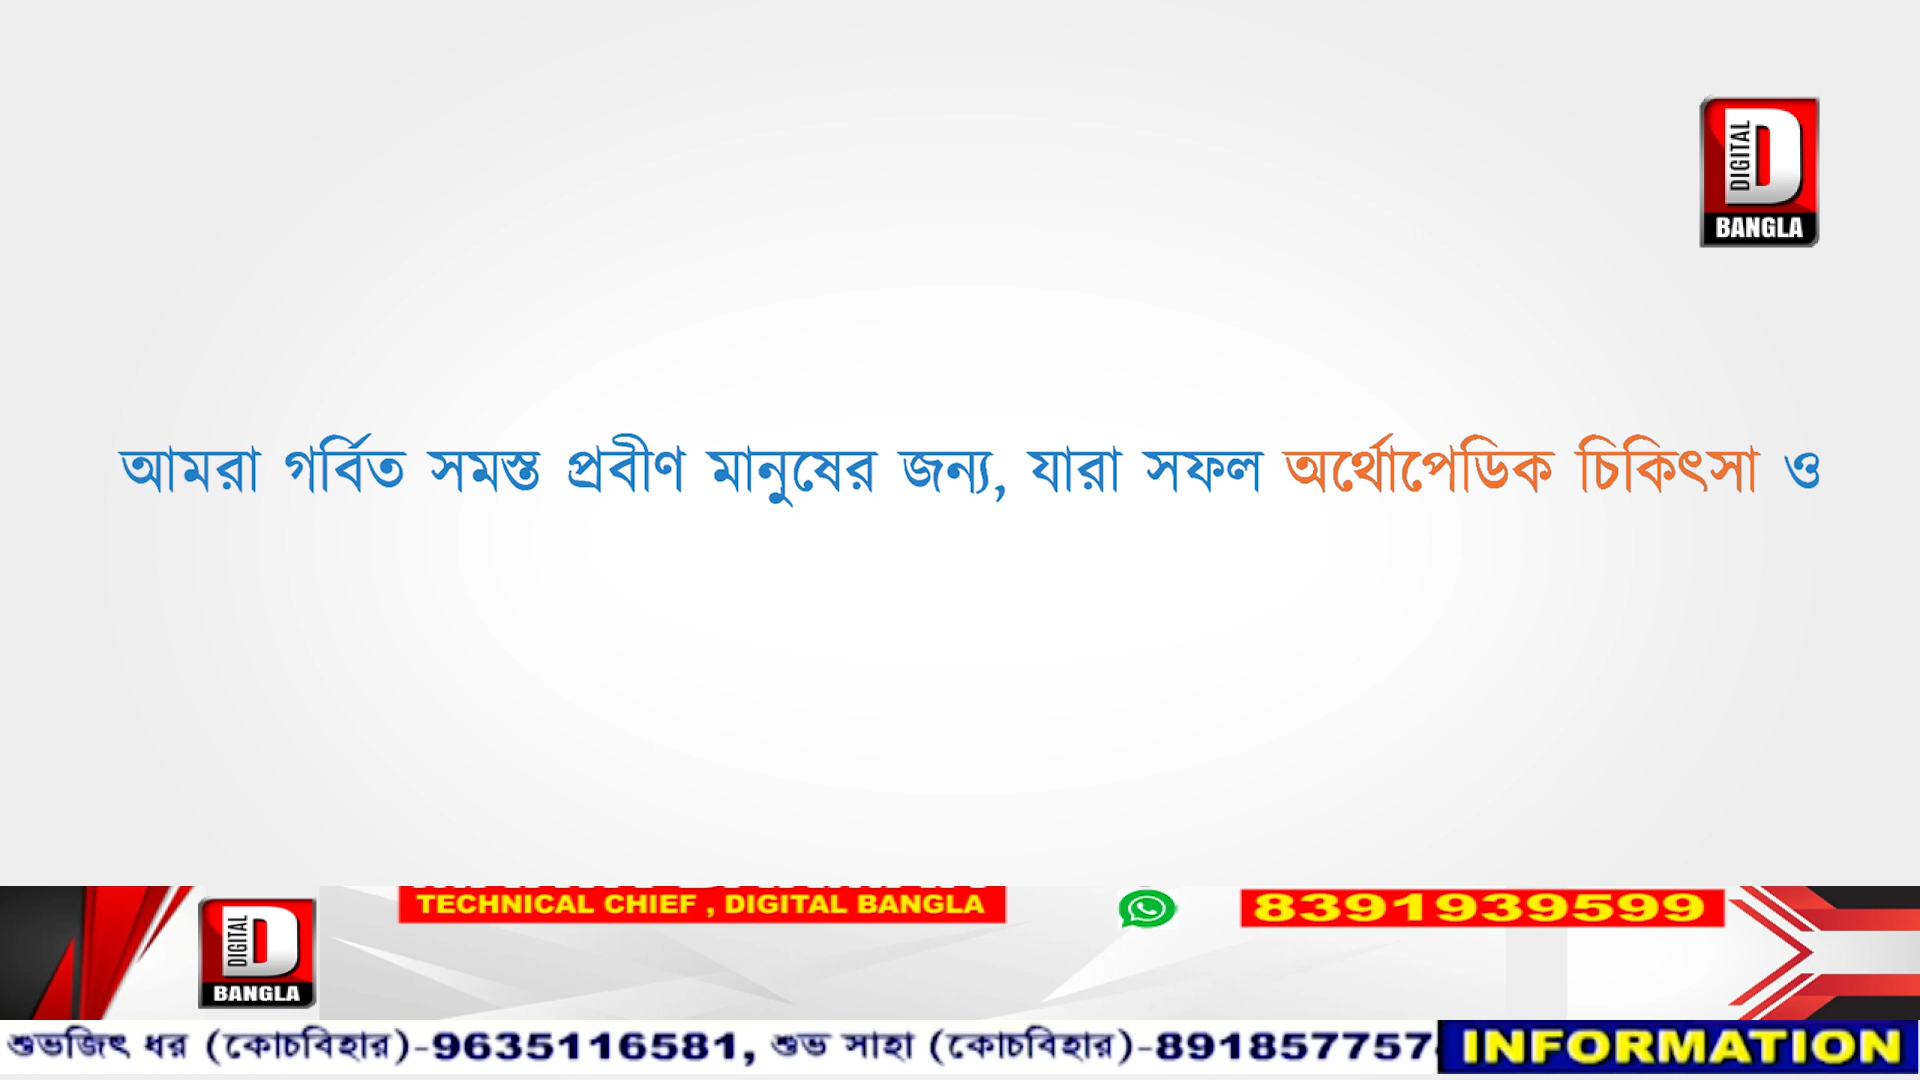 DIGITAL
BANGLA
আমরা গর্বিত সমস্ত প্রবীণ মানুষের জন্য, যারা সফল অর্থোপেডিক চিকিৎসা ও
TECHNICAL CHIEF , DIGITAL BANGLA
8391939599
DIGITAL
BANGLA
শুভজিৎ ধর (কোচবিহার)-9635116581, শুভ সাহা (কোচবিহার)-891857757
INFORMATION